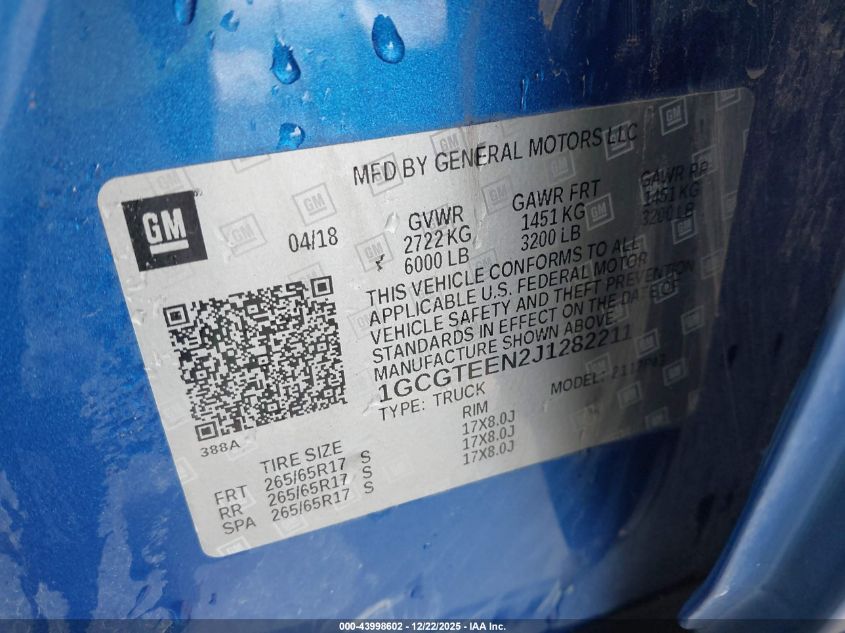 MFD BY GENERAL MOTORS LLC
GM
04/18
GVWR
2722 KG
6000 LB
GAWR FRT
1451 KG
3200 LB
GAWR RR
1451 KG
3200 LB
THIS VEHICLE CONFORMS TO ALL
APPLICABLE U.S. FEDERAL MOTOR
VEHICLE SAFETY AND THEFT PREVENTION
STANDARDS IN EFFECT ON THE DATE OF
MANUFACTURE SHOWN ABOVE.
1GCGTEEN2J1282211
TYPE: TRUCK
MODEL:
388A
TIRE SIZE
RIM
FRT 265/65R17 S 17X8.0J
RR 265/65R17 S 17X8.0J
SPA 265/65R17 S 17X8.0J
000-43998602 - 12/22/2025 - IAA Inc.